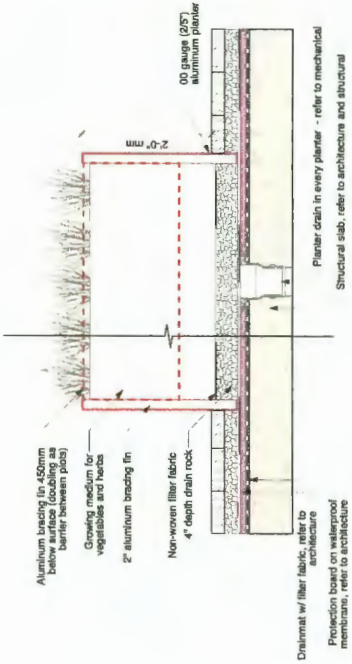 Aluminum bracing fin 450mm
below surface (doubling as
barrier between plots)
Growing medium for
vegetables and herbs
2" aluminum bracing fin
Non-woven filter fabric
4" depth drain rock
Drainmat w/ filter fabric, refer to
architecture
Protection board on waterproof
membrane, refer to architecture
00 gauge (2/5")
aluminum planter
2'-0" mm
Planter drain in every planter - refer to mechanical
Structural slab, refer to architecture and structural